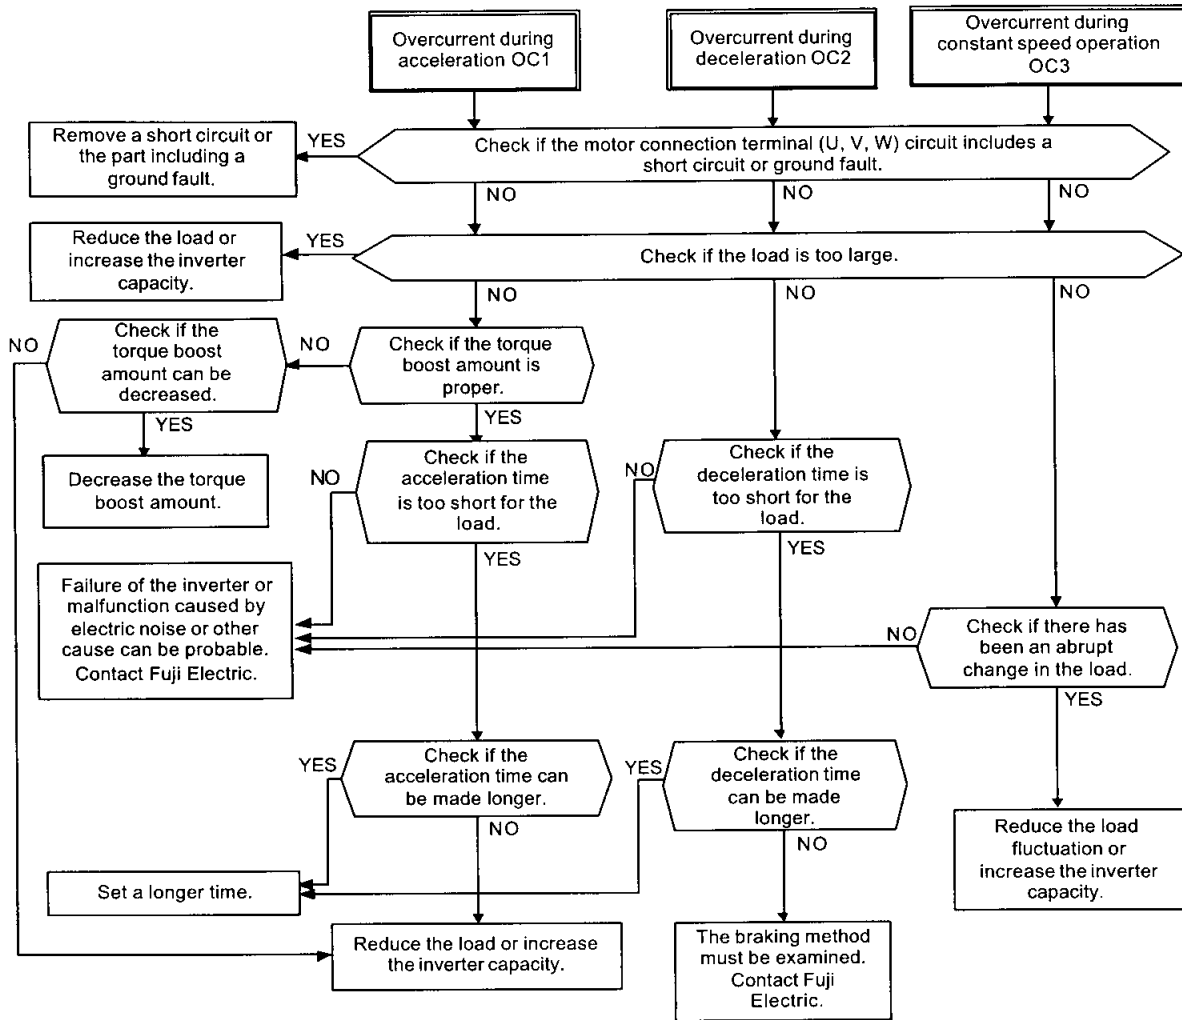 Overcurrent during
acceleration OC1
Overcurrent during
deceleration OC2
Overcurrent during
constant speed operation
OC3
Remove a short circuit or
the part including a
ground fault.
YES
Check if the motor connection terminal (U, V, W) circuit includes a
short circuit or ground fault.
NO
NO
NO
Reduce the load or
increase the inverter
capacity.
YES
Check if the load is too large.
NO
NO
NO
NO
Check if the
torque boost
amount can be
decreased.
NO
Check if the torque
boost amount is
proper.
YES
YES
Decrease the torque
boost amount.
NO
Check if the
acceleration time
is too short for the
load.
NO
Check if the
deceleration time is
too short for the
load.
YES
YES
Failure of the inverter or
malfunction caused by
electric noise or other
cause can be probable.
Contact Fuji Electric.
NO
Check if there has
been an abrupt
change in the load.
YES
YES
Check if the
acceleration time can
be made longer.
YES
Check if the
deceleration time
can be made
longer.
NO
NO
Reduce the load
fluctuation or
increase the inverter
capacity.
Set a longer time.
Reduce the load or increase
the inverter capacity.
The braking method
must be examined.
Contact Fuji
Electric.